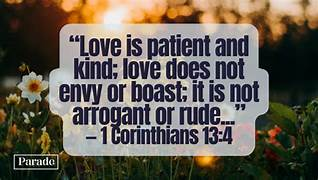 “Love is patient and
kind; love does not
envy or boast; it is not
arrogant or rude...”
– 1 Corinthians 13:4
Parade